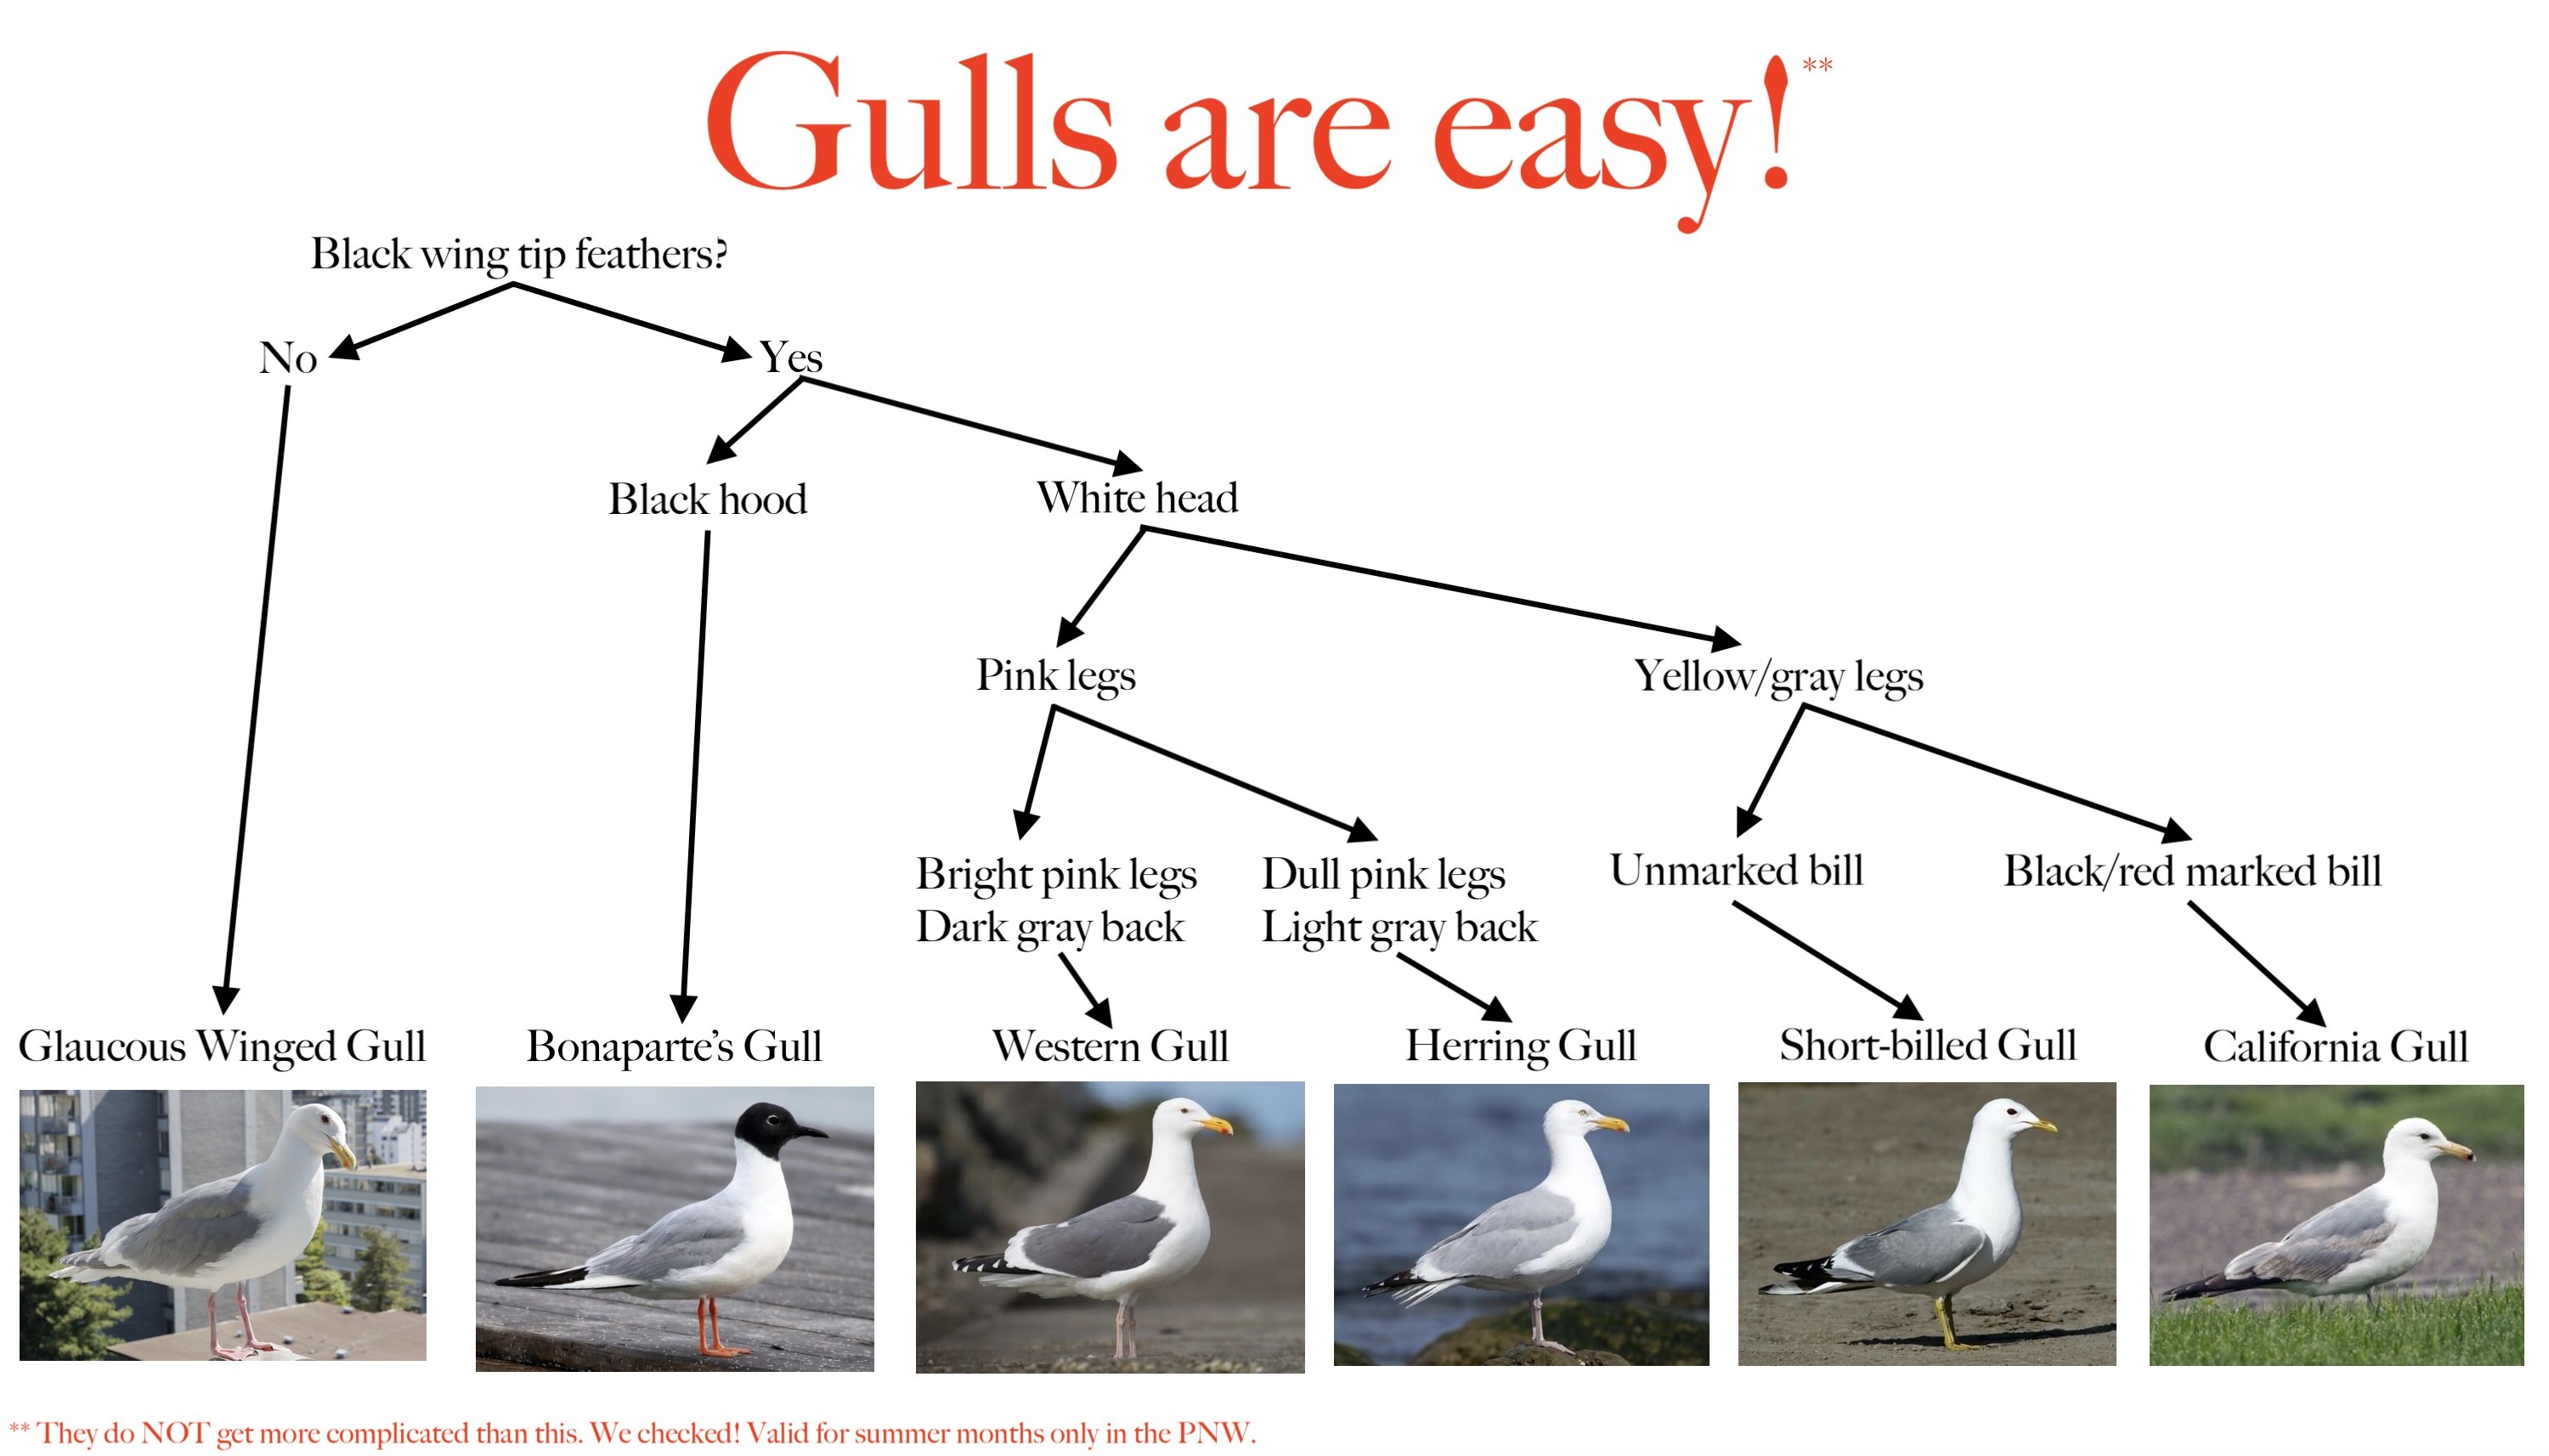 Gulls are easy!**
Black wing tip feathers?
No
Yes
Black hood
White head
Pink legs
Yellow/gray legs
Bright pink legs
Dark gray back
Dull pink legs
Light gray back
Unmarked bill
Black/red marked bill
Glaucous Winged Gull
Bonaparte’s Gull
Western Gull
Herring Gull
Short-billed Gull
California Gull
** They do NOT get more complicated than this. We checked! Valid for summer months only in the PNW.